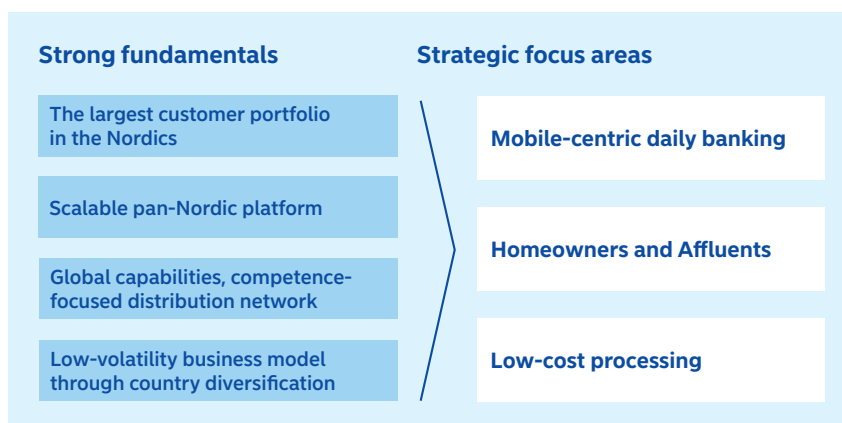 Strong fundamentals
The largest customer portfolio
in the Nordics
Scalable pan-Nordic platform
Global capabilities, competence-
focused distribution network
Low-volatility business model
through country diversification
Strategic focus areas
Mobile-centric daily banking
Homeowners and Affluents
Low-cost processing